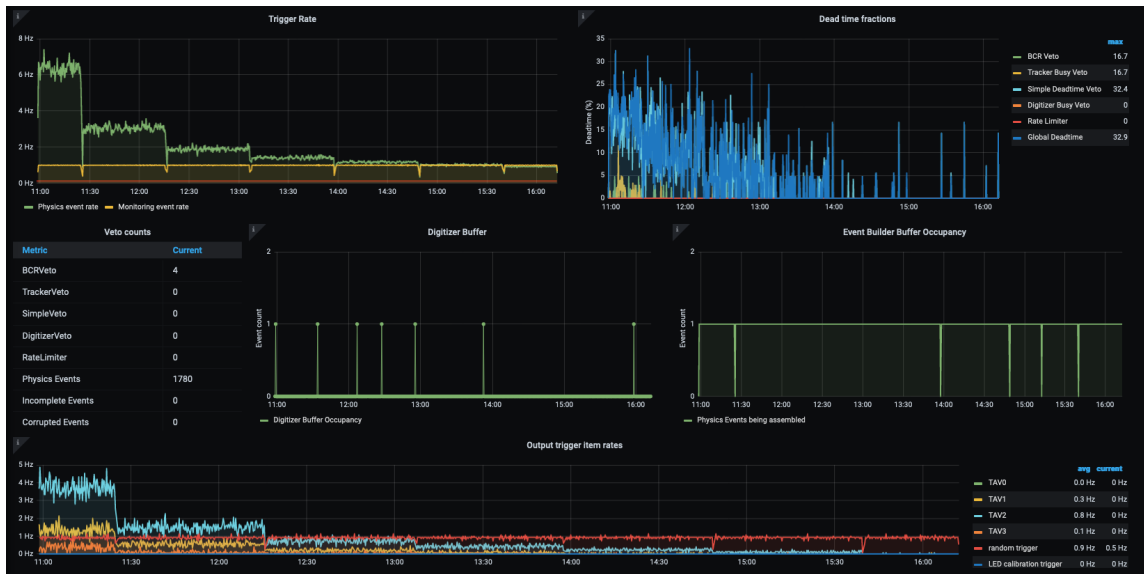 Trigger Rate
8 Hz
6 Hz
4 Hz
2 Hz
0 Hz
11:00 11:30 12:00 12:30 13:00 13:30 14:00 14:30 15:00 15:30 16:00
Physics event rate Monitoring event rate
Dead time fractions
Deadtime (%)
35
30
25
20
15
10
5
0
11:00 12:00 13:00 14:00 15:00 16:00
max
BCR Veto 16.7
Tracker Busy Veto 16.7
Simple Deadtime Veto 32.4
Digitizer Busy Veto 0
Rate Limiter 0
Global Deadtime 32.9
Veto counts
Metric Current
BCRVeto 4
TrackerVeto 0
SimpleVeto 0
DigitizerVeto 0
RateLimiter 0
Physics Events 1780
Incomplete Events 0
Corrupted Events 0
Digitizer Buffer
Event count
2
1
0
11:00 12:00 13:00 14:00 15:00 16:00
Digitizer Buffer Occupancy
Event Builder Buffer Occupancy
Event count
2
1
0
11:00 11:30 12:00 12:30 13:00 13:30 14:00 14:30 15:00 15:30 16:00
Physics Events being assembled
Output trigger item rates
5 Hz
4 Hz
3 Hz
2 Hz
1 Hz
0 Hz
11:00 11:30 12:00 12:30 13:00 13:30 14:00 14:30 15:00 15:30 16:00
avg current
TAV0 0.0 Hz 0 Hz
TAV1 0.3 Hz 0 Hz
TAV2 0.8 Hz 0 Hz
TAV3 0.1 Hz 0 Hz
random trigger 0.9 Hz 0.5 Hz
LED calibration trigger 0 Hz 0 Hz